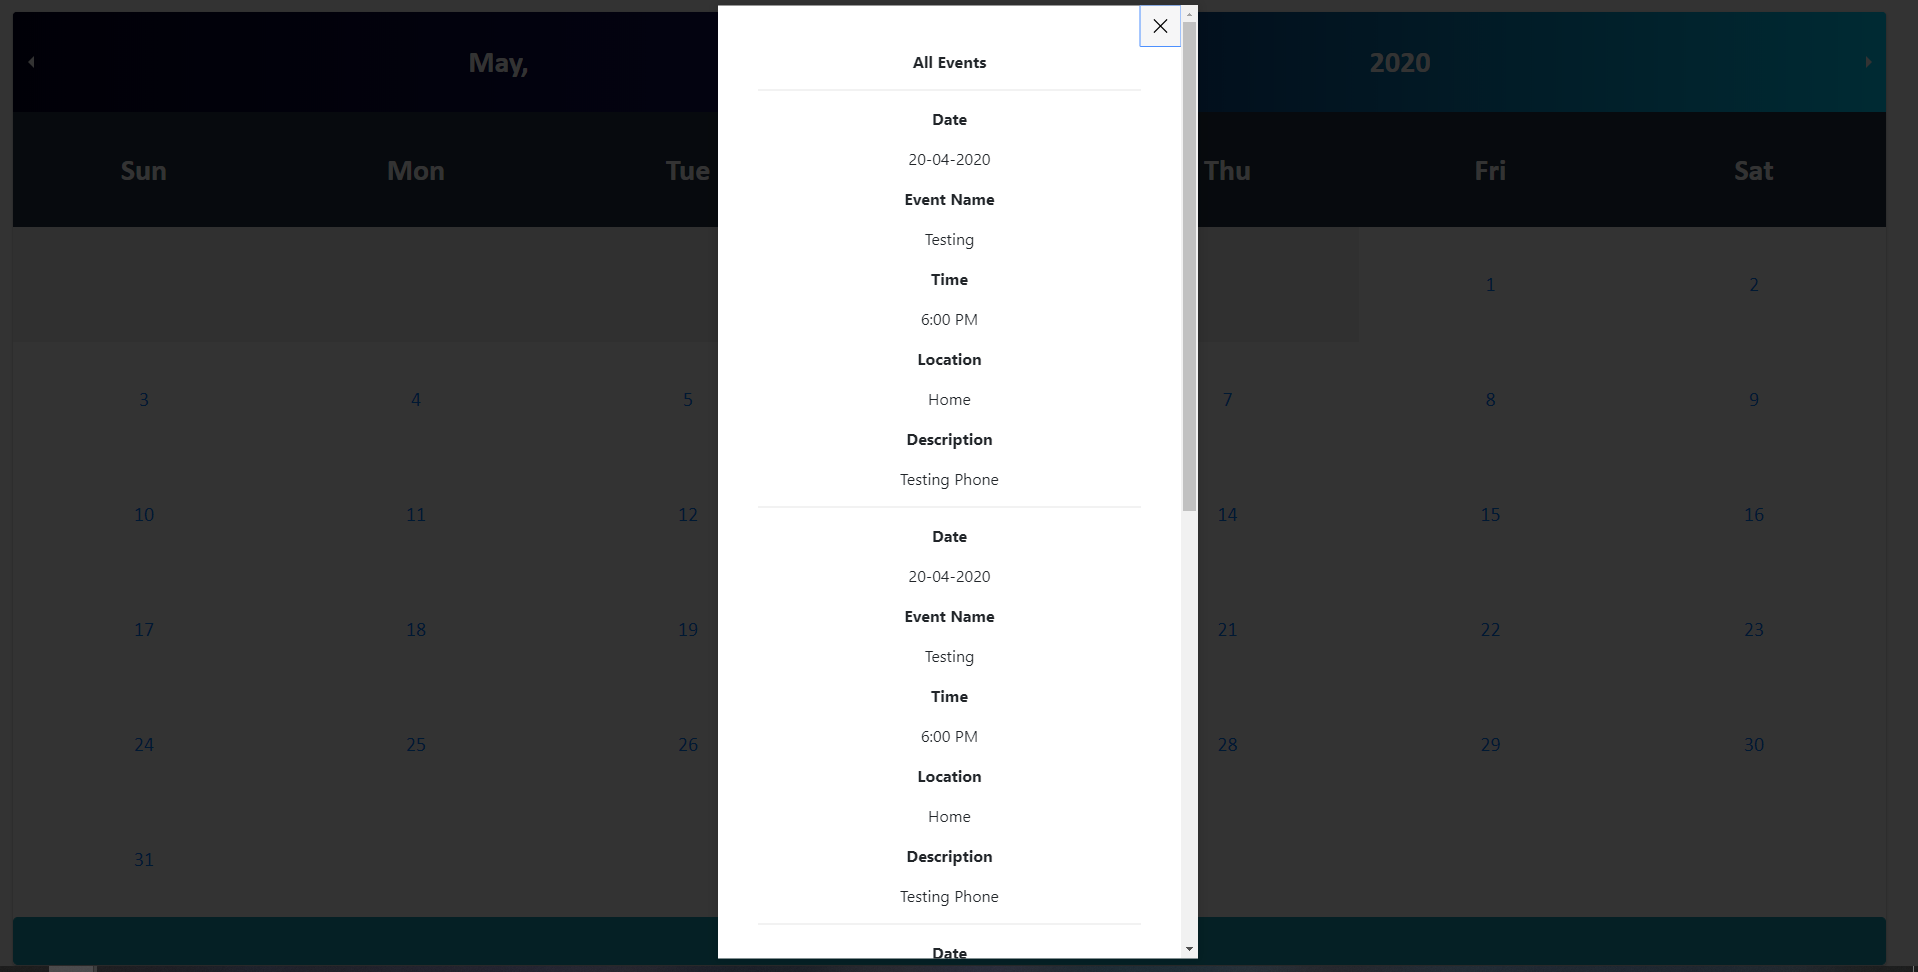 May,
2020
Sun Mon Tue Thu Fri Sat
1 2
3 4 5 7 8 9
10 11 12 14 15 16
17 18 19 21 22 23
24 25 26 28 29 30
31
All Events
Date
20-04-2020
Event Name
Testing
Time
6:00 PM
Location
Home
Description
Testing Phone
Date
20-04-2020
Event Name
Testing
Time
6:00 PM
Location
Home
Description
Testing Phone
Date